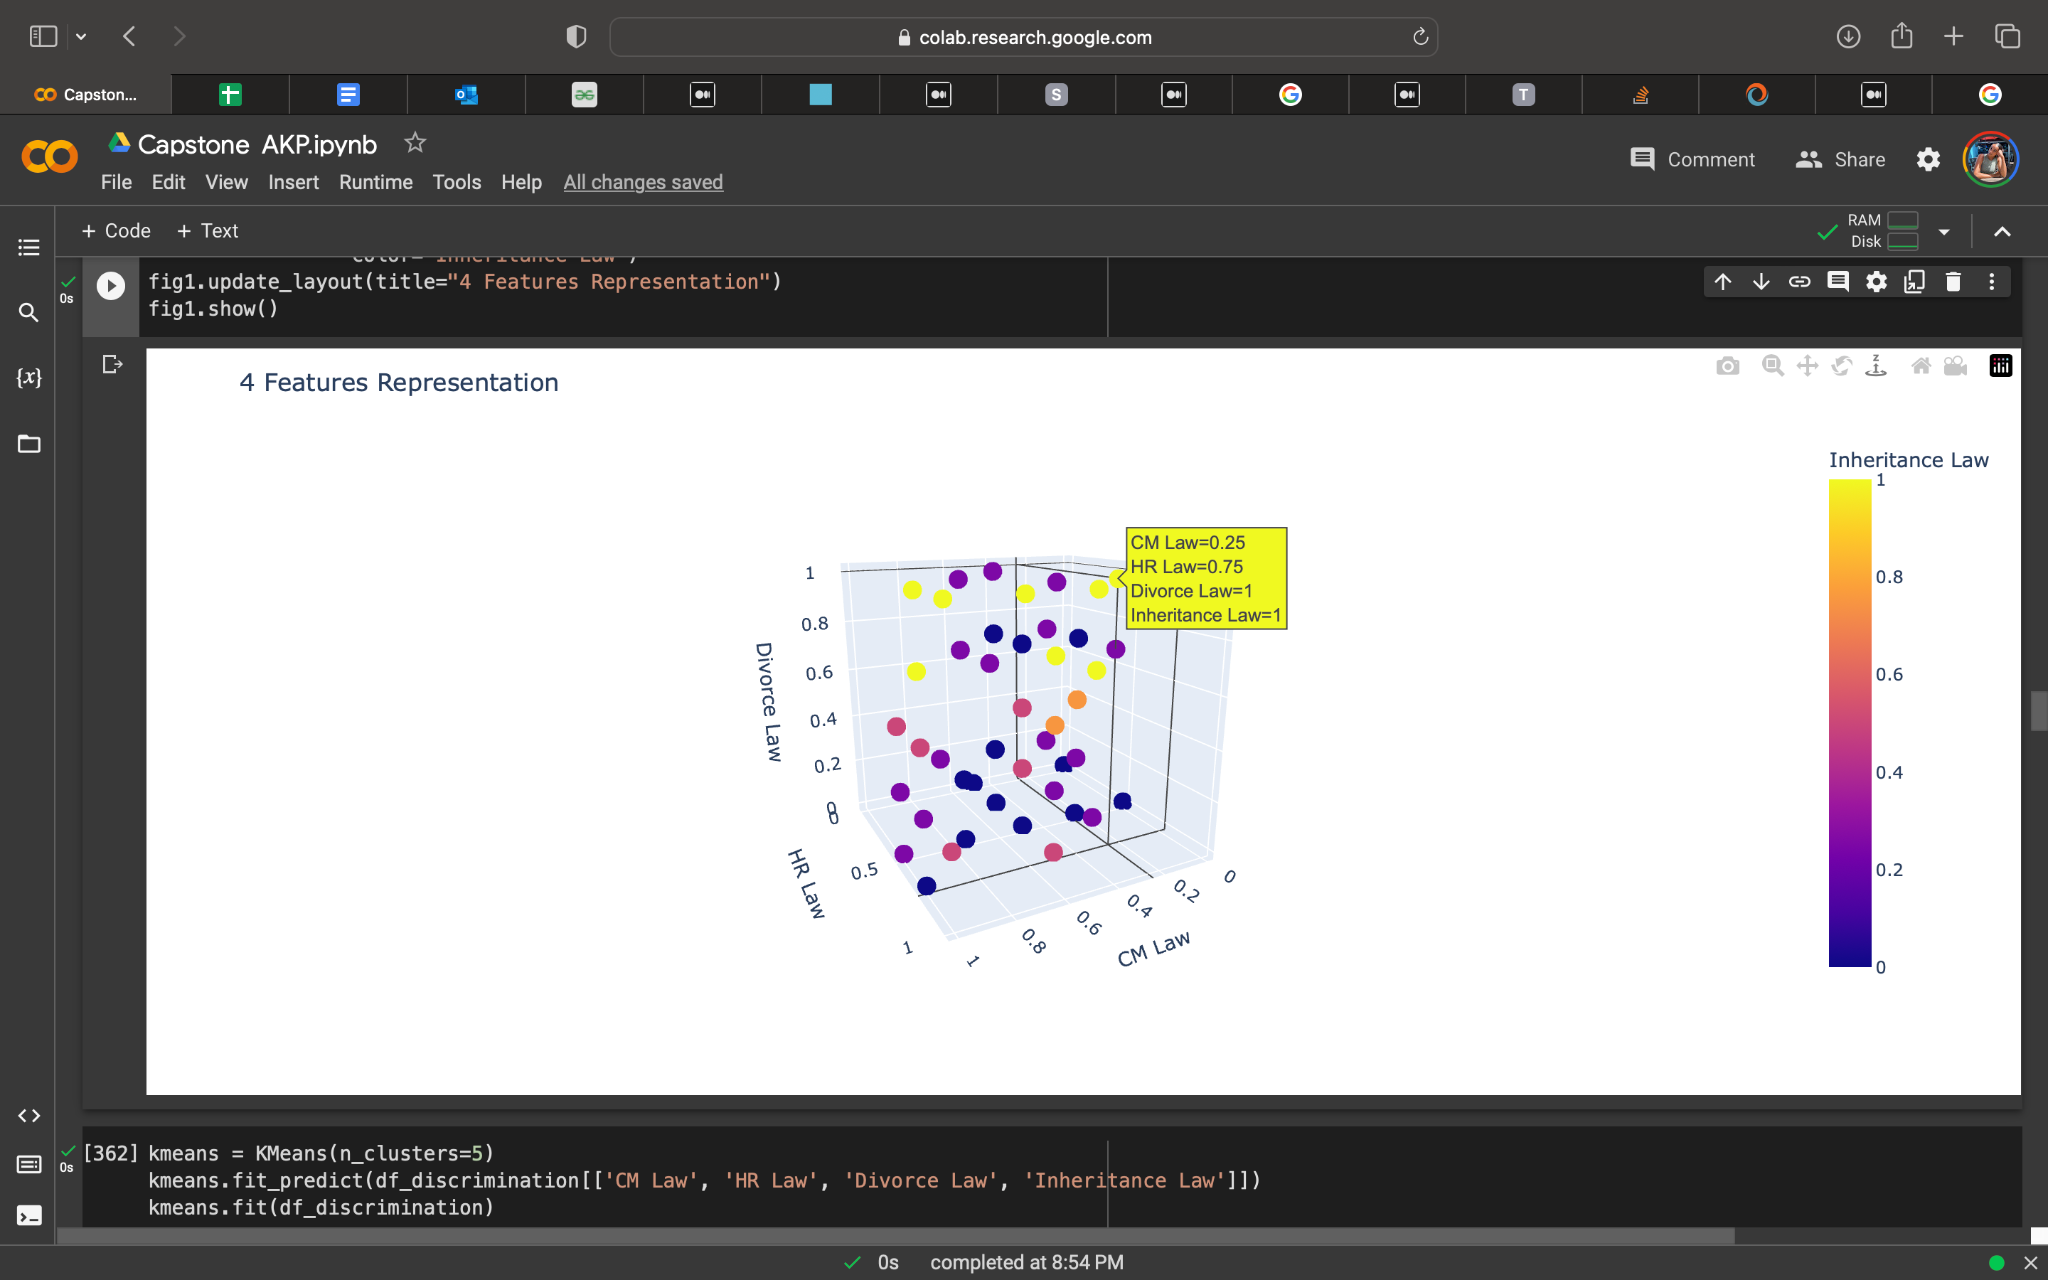 colab.research.google.com
Capston...
S
T
Capstone AKP.ipynb
Comment
Share
File Edit View Insert Runtime Tools Help All changes saved
+ Code + Text
RAM
Disk
fig1.update_layout(title="4 Features Representation")
0s
fig1.show()
{x}
4 Features Representation
Inheritance Law
1
0.8
0.6
0.4
0.2
0
CM Law=0.25
HR Law=0.75
Divorce Law=1
Inheritance Law=1
Divorce Law
1
0.8
0.6
0.4
0.2
0
HR Law
0
0.5
1
CM Law
1
0.8
0.6
0.4
0.2
0
[362] kmeans = KMeans(n_clusters=5)
0s
kmeans.fit_predict(df_discrimination[['CM Law', 'HR Law', 'Divorce Law', 'Inheritance Law']])
kmeans.fit(df_discrimination)
0s completed at 8:54 PM